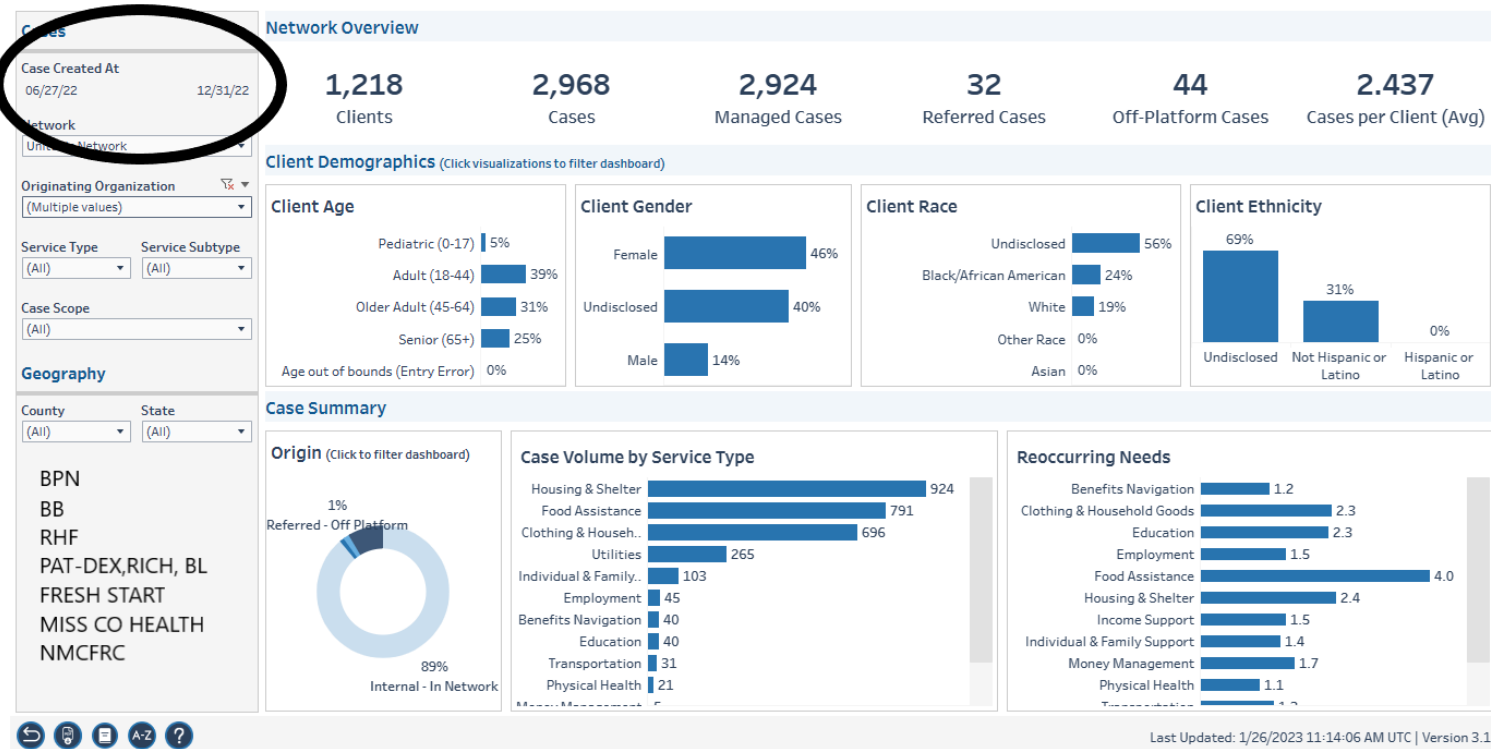 Cases
Case Created At
06/27/22 12/31/22
Network
Unite Us Network
Originating Organization
(Multiple values)
Service Type Service Subtype
(All) (All)
Case Scope
(All)
Geography
County State
(All) (All)
BPN
BB
RHF
PAT-DEX,RICH, BL
FRESH START
MISS CO HEALTH
NMCFRC
Network Overview
1,218 2,968 2,924 32 44 2.437
Clients Cases Managed Cases Referred Cases Off-Platform Cases Cases per Client (Avg)
Client Demographics (Click visualizations to filter dashboard)
Client Age
Pediatric (0-17) 5%
Adult (18-44) 39%
Older Adult (45-64) 31%
Senior (65+) 25%
Age out of bounds (Entry Error) 0%
Client Gender
Female 46%
Undisclosed 40%
Male 14%
Client Race
Undisclosed 56%
Black/African American 24%
White 19%
Other Race 0%
Asian 0%
Client Ethnicity
69%
31%
0%
Undisclosed Not Hispanic or Hispanic or
Latino Latino
Case Summary
Origin (Click to filter dashboard)
1%
Referred - Off Platform
89%
Internal - In Network
Case Volume by Service Type
Housing & Shelter 924
Food Assistance 791
Clothing & Househ.. 696
Utilities 265
Individual & Family.. 103
Employment 45
Benefits Navigation 40
Education 40
Transportation 31
Physical Health 21
Money Management 5
Reoccurring Needs
Benefits Navigation 1.2
Clothing & Household Goods 2.3
Education 2.3
Employment 1.5
Food Assistance 4.0
Housing & Shelter 2.4
Income Support 1.5
Individual & Family Support 1.4
Money Management 1.7
Physical Health 1.1
Transportation
A-Z ?
Last Updated: 1/26/2023 11:14:06 AM UTC | Version 3.1